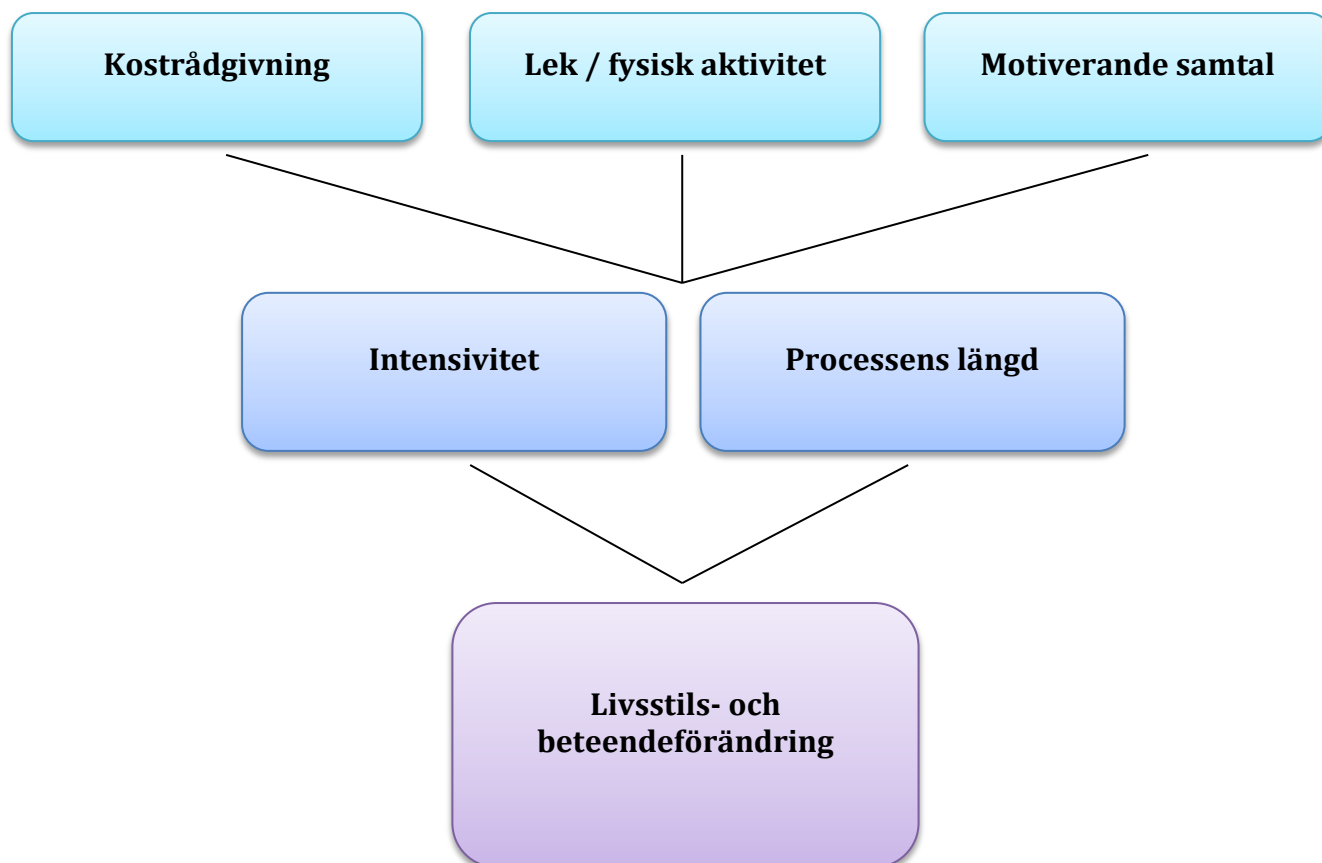 Kostrådgivning
Lek / fysisk aktivitet
Motiverande samtal
Intensivitet
Processens längd
Livsstils- och
beteendeförändring